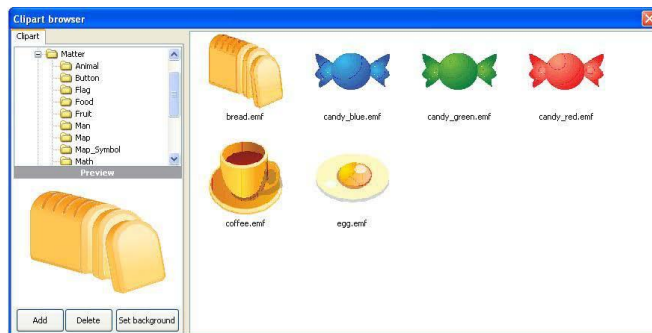 Clipart browser
Clipart
Matter
Animal
Button
Flag
Food
Fruit
Man
Map
Map_Symbol
Math
Preview
Add
Delete
Set background
bread.emf
candy_blue.emf
candy_green.emf
candy_red.emf
coffee.emf
egg.emf